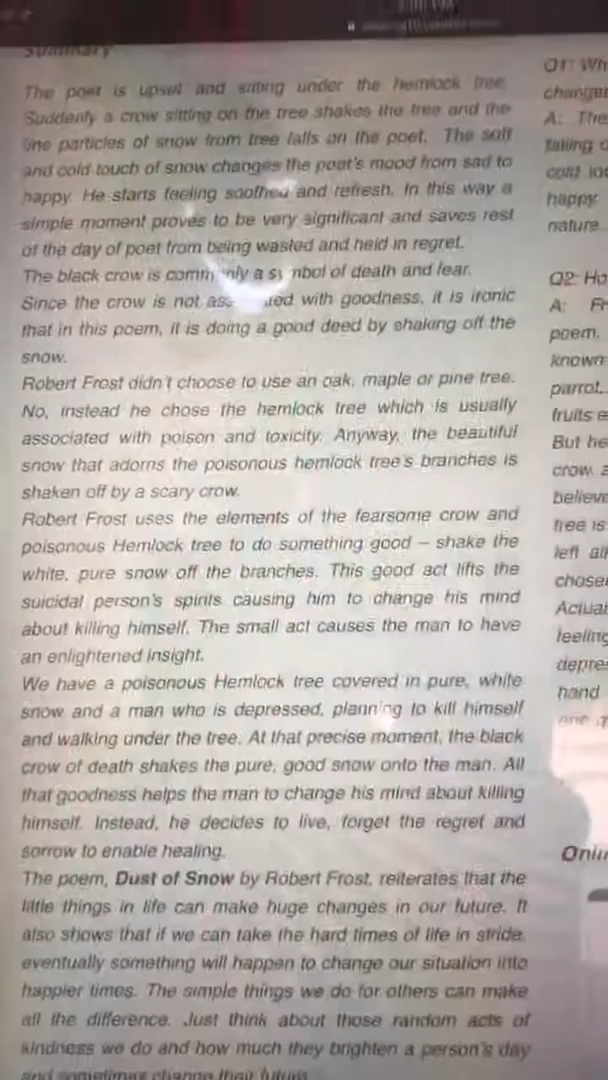 Summary
The poet is upset and sitting under the hemlock tree.
Suddenly a crow sitting on the tree shakes the tree and the
fine particles of snow from tree falls on the poet. The soft
and cold touch of snow changes the poet's mood from sad to
happy. He starts feeling soothed and refresh. In this way a
simple moment proves to be very significant and saves rest
of the day of poet from being wasted and held in regret.
The black crow is commonly a symbol of death and fear.
Since the crow is not with goodness, it is ironic
that in this poem, it is doing a good deed by shaking off the
snow.
Robert Frost didn't choose to use an oak, maple or pine tree.
No, instead he chose the hemlock tree which is usually
associated with poison and toxicity. Anyway, the beautiful
snow that adorns the poisonous hemlock tree's branches is
shaken off by a scary crow.
Robert Frost uses the elements of the fearsome crow and
poisonous Hemlock tree to do something good – shake the
white, pure snow off the branches. This good act lifts the
suicidal person's spirits causing him to change his mind
about killing himself. The small act causes the man to have
an enlightened insight.
We have a poisonous Hemlock tree covered in pure, white
snow and a man who is depressed, planning to kill himself
and walking under the tree. At that precise moment, the black
crow of death shakes the pure, good snow onto the man. All
that goodness helps the man to change his mind about killing
himself. Instead, he decides to live, forget the regret and
sorrow to enable healing.
The poem, Dust of Snow by Robert Frost, reiterates that the
little things in life can make huge changes in our future. It
also shows that if we can take the hard times of life in stride,
eventually something will happen to change our situation into
happier times. The simple things we do for others can make
all the difference. Just think about those random acts of
kindness we do and how much they brighten a person's day
and sometimes change their future.
Q1: Wh
change
A: The
falling o
cold
happy
nature.
Q2: Ho
A: Fr
poem.
known
parrot,
fruits e
But he
crow, a
believe
tree is
left all
chose
Actual
feeling
depre
hand
Onlin